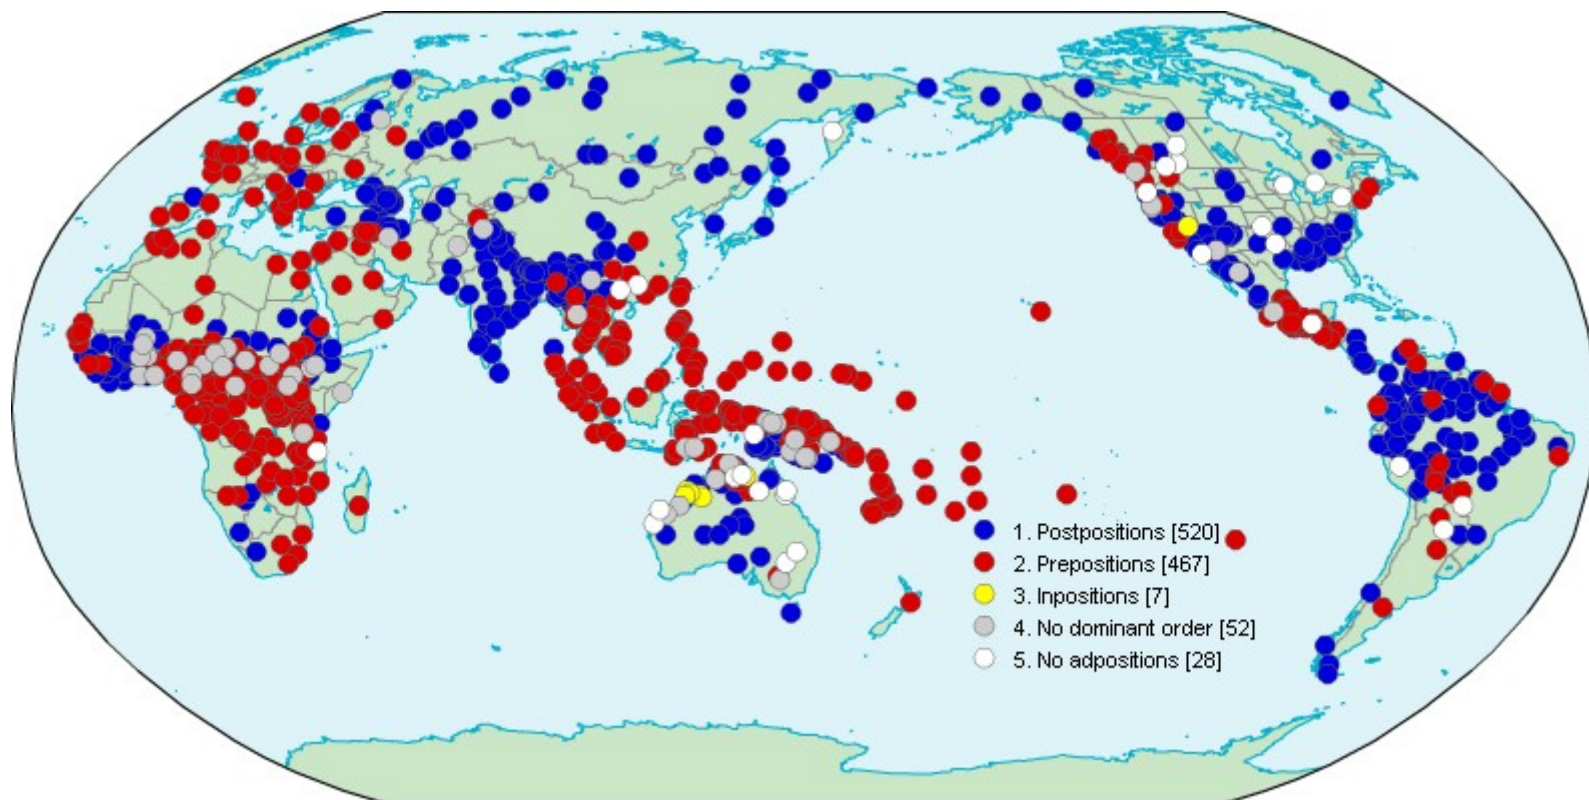 1. Postpositions [520]
2. Prepositions [467]
3. Inpositions [7]
4. No dominant order [52]
5. No adpositions [28]